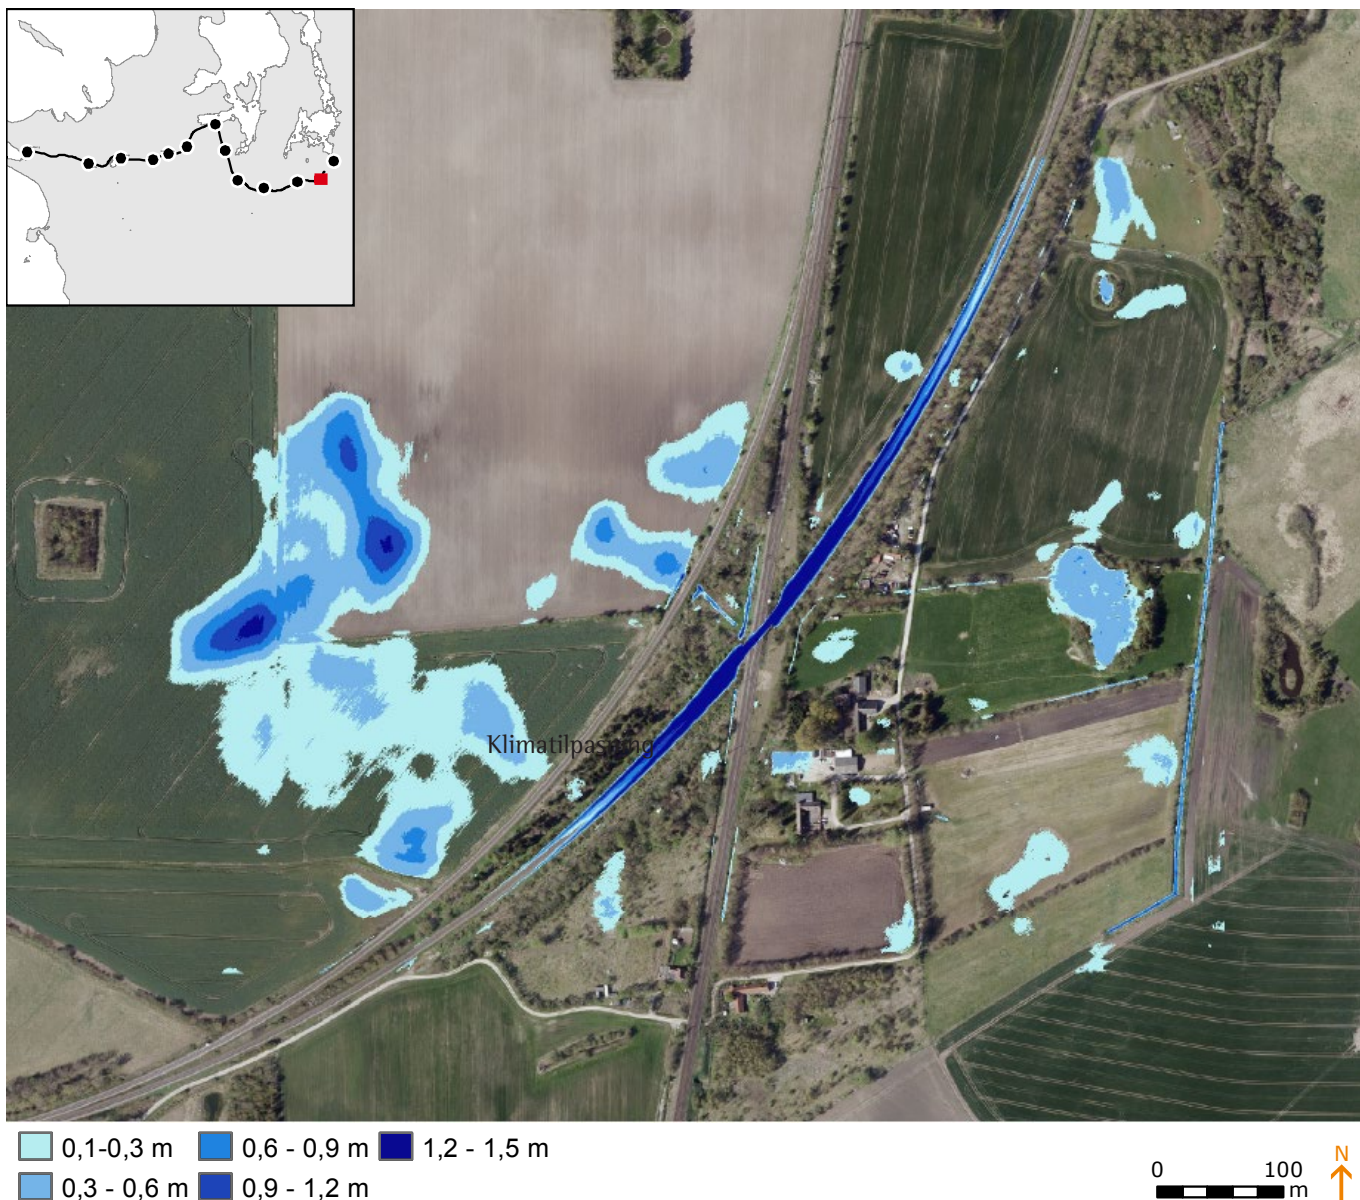 Klimatilpasning
0,1-0,3 m
0,6 - 0,9 m
1,2 - 1,5 m
0,3 - 0,6 m
0,9 - 1,2 m
0 100
m
N